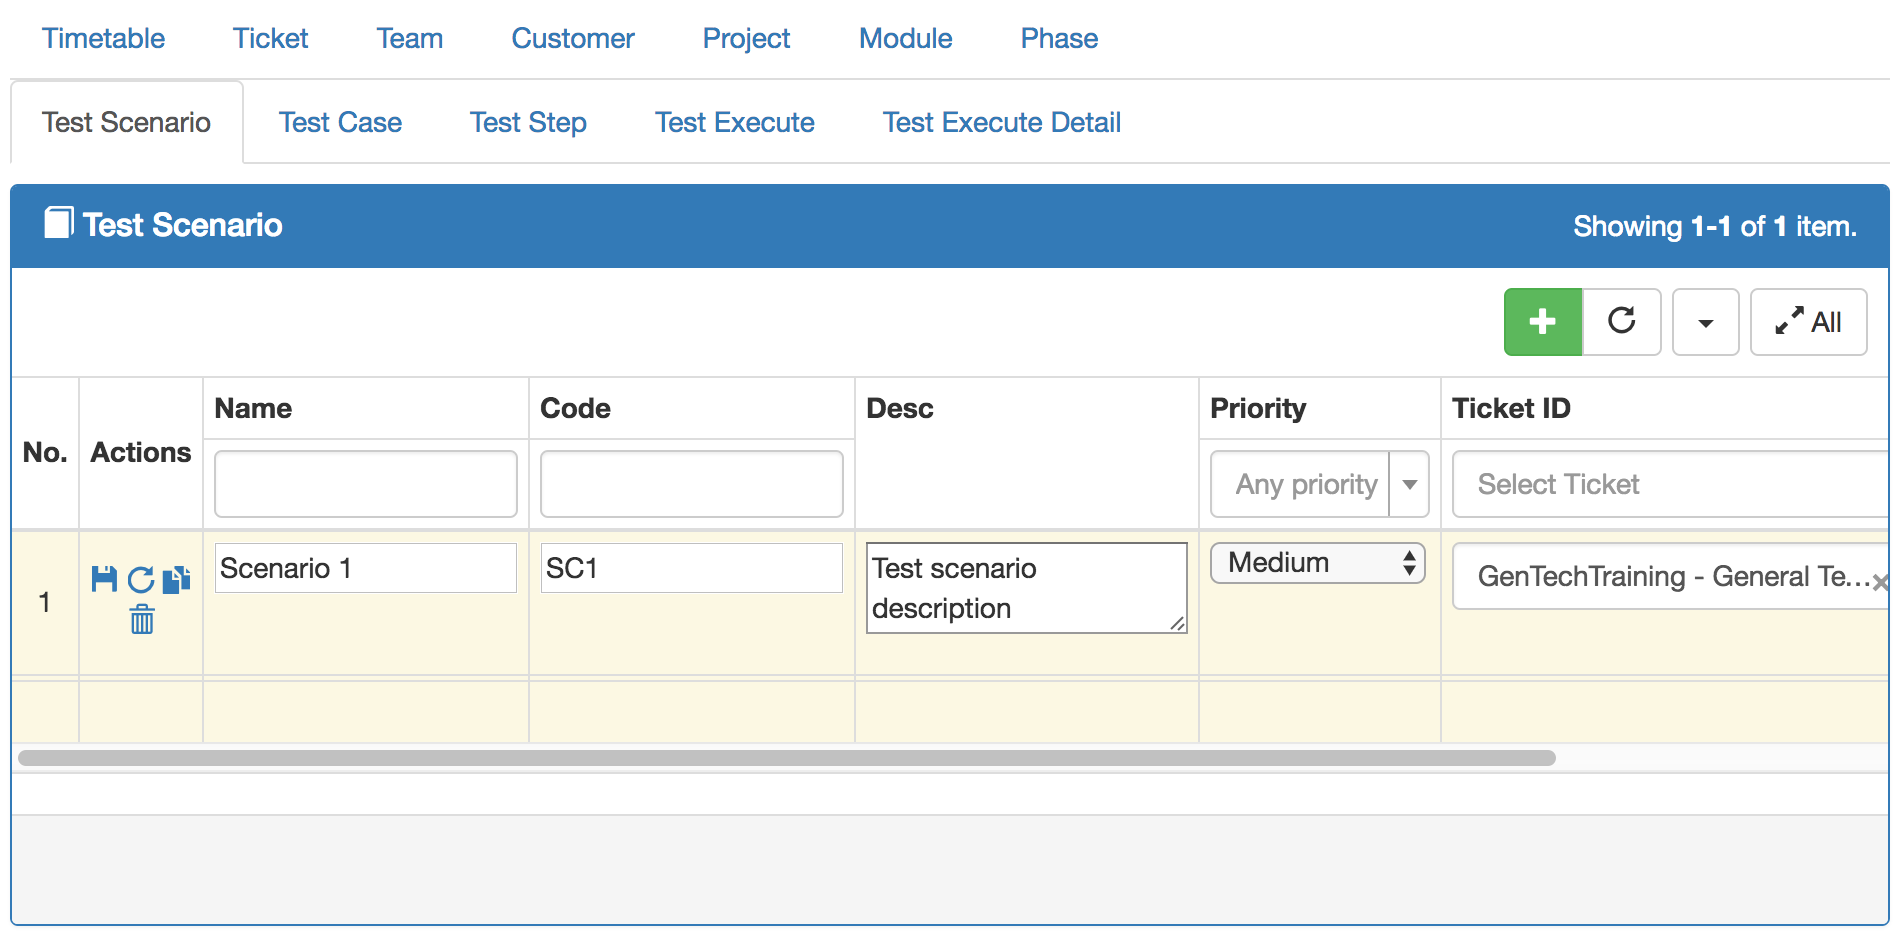 Timetable Ticket Team Customer Project Module Phase
Test Scenario Test Case Test Step Test Execute Test Execute Detail
Test Scenario Showing 1-1 of 1 item.
All
No. Actions Name Code Desc Priority Ticket ID
Any priority Select Ticket
1 Scenario 1 SC1 Test scenario Medium GenTechTraining - General Te...
description